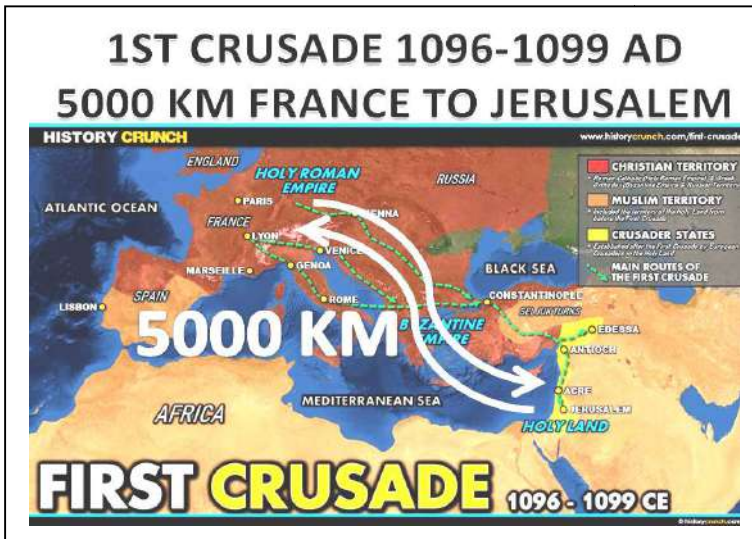 1ST CRUSADE 1096-1099 AD
5000 KM FRANCE TO JERUSALEM
HISTORY CRUNCH
www.historycrunch.com/first-crusade
ENGLAND
HOLY ROMAN
EMPIRE
RUSSIA
CHRISTIAN TERRITORY
MUSLIM TERRITORY
CRUSADER STATES
MAIN ROUTES OF
THE FIRST CRUSADE
ATLANTIC OCEAN
PARIS
FRANCE
LYON
VENICE
GENOA
MARSEILLE
BLACK SEA
SPAIN
LISBON
ROME
CONSTANTINOPLE
SELJUK TURKS
5000 KM
EMPIRE
EDESSA
ANTIOCH
MEDITERRANEAN SEA
ACRE
JERUSALEM
AFRICA
HOLY LAND
FIRST CRUSADE 1096 - 1099 CE
© historycrunch.com